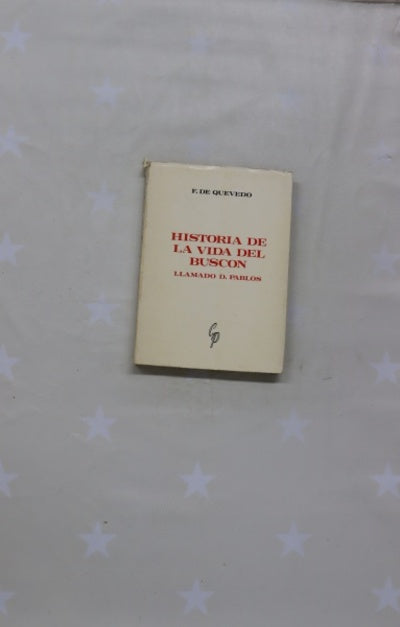 F. DE QUEVEDO
HISTORIA DE
LA VIDA DEL
BUSCON
LLAMADO D. PABLOS